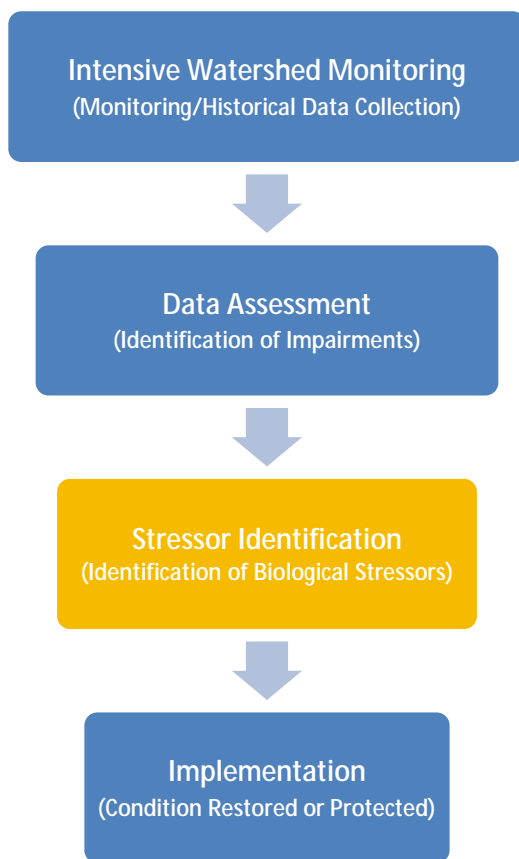 Intensive Watershed Monitoring
(Monitoring/Historical Data Collection)
Data Assessment
(Identification of Impairments)
Stressor Identification
(Identification of Biological Stressors)
Implementation
(Condition Restored or Protected)